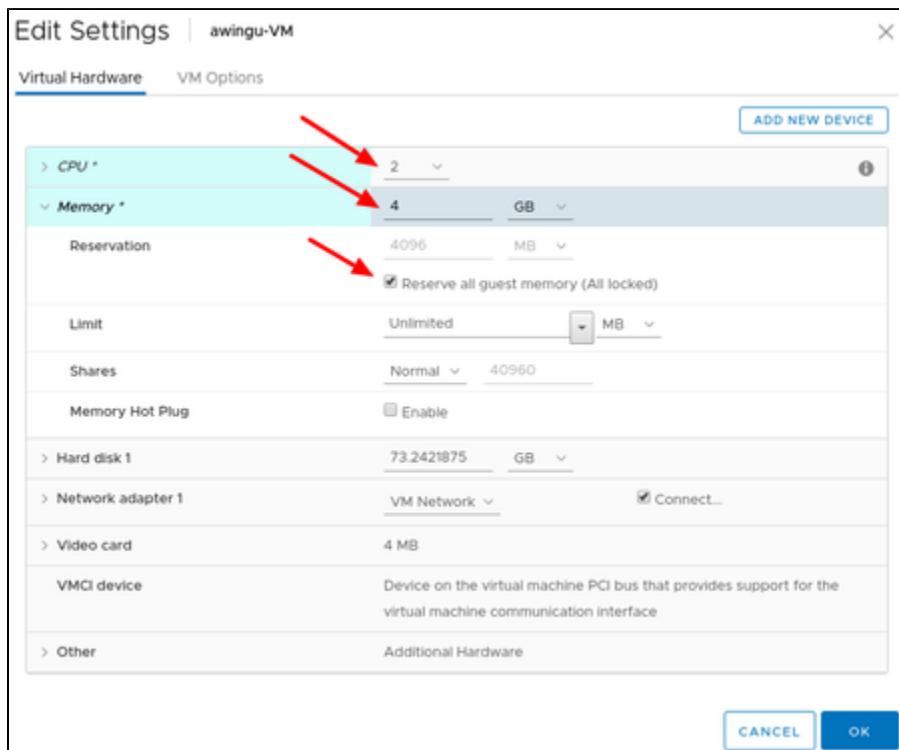 Edit Settings awingu-VM
Virtual Hardware VM Options
ADD NEW DEVICE
CPU * 2
Memory * 4 GB
Reservation 4096 MB
Reserve all guest memory (All locked)
Limit Unlimited MB
Shares Normal 40960
Memory Hot Plug Enable
Hard disk 1 73.2421875 GB
Network adapter 1 VM Network Connect...
Video card 4 MB
VMCI device Device on the virtual machine PCI bus that provides support for the
virtual machine communication interface
Other Additional Hardware
CANCEL OK